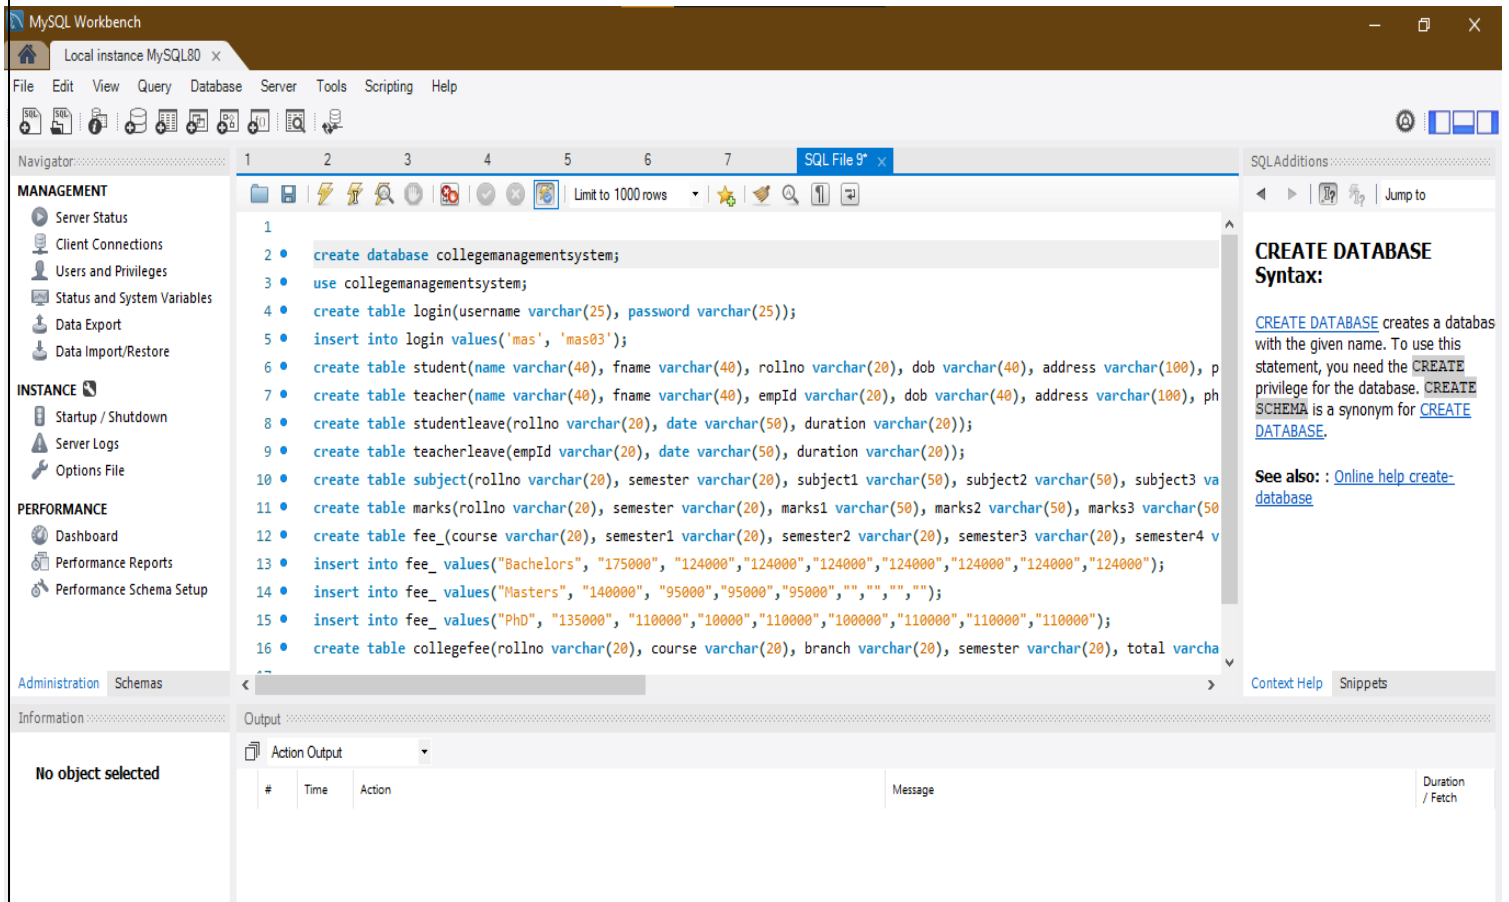 MySQL Workbench
Local instance MySQL80
File Edit View Query Database Server Tools Scripting Help
Navigator
MANAGEMENT
Server Status
Client Connections
Users and Privileges
Status and System Variables
Data Export
Data Import/Restore
INSTANCE
Startup / Shutdown
Server Logs
Options File
PERFORMANCE
Dashboard
Performance Reports
Performance Schema Setup
Administration Schemas
Information
No object selected
1 2 3 4 5 6 7 SQL File 9*
Limit to 1000 rows
1
2 create database collegemanagementsystem;
3 use collegemanagementsystem;
4 create table login(username varchar(25), password varchar(25));
5 insert into login values('mas', 'mas03');
6 create table student(name varchar(40), fname varchar(40), rollno varchar(20), dob varchar(40), address varchar(100), p
7 create table teacher(name varchar(40), fname varchar(40), empId varchar(20), dob varchar(40), address varchar(100), ph
8 create table studentleave(rollno varchar(20), date varchar(50), duration varchar(20));
9 create table teacherleave(empId varchar(20), date varchar(50), duration varchar(20));
10 create table subject(rollno varchar(20), semester varchar(20), subject1 varchar(50), subject2 varchar(50), subject3 va
11 create table marks(rollno varchar(20), semester varchar(20), marks1 varchar(50), marks2 varchar(50), marks3 varchar(50
12 create table fee_(course varchar(20), semester1 varchar(20), semester2 varchar(20), semester3 varchar(20), semester4 v
13 insert into fee_ values("Bachelors", "175000", "124000","124000","124000","124000","124000","124000","124000");
14 insert into fee_ values("Masters", "140000", "95000","95000","95000","","","","");
15 insert into fee_ values("PhD", "135000", "110000","10000","110000","100000","110000","110000","110000");
16 create table collegefee(rollno varchar(20), course varchar(20), branch varchar(20), semester varchar(20), total varcha
SQLAdditions
Jump to
CREATE DATABASE
Syntax:
CREATE DATABASE creates a databas
with the given name. To use this
statement, you need the CREATE
privilege for the database. CREATE
SCHEMA is a synonym for CREATE
DATABASE.
See also: : Online help create-
database
Context Help Snippets
Output
Action Output
# Time Action Message Duration
/ Fetch